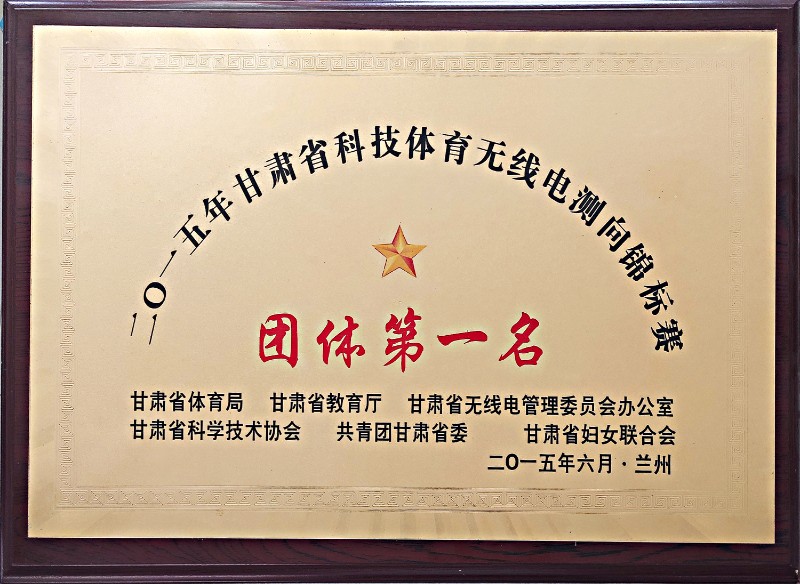 二〇一五年甘肃省科技体育无线电测向锦标赛
团体第一名
甘肃省体育局 甘肃省教育厅 甘肃省无线电管理委员会办公室
甘肃省科学技术协会 共青团甘肃省委 甘肃省妇女联合会
二〇一五年六月·兰州